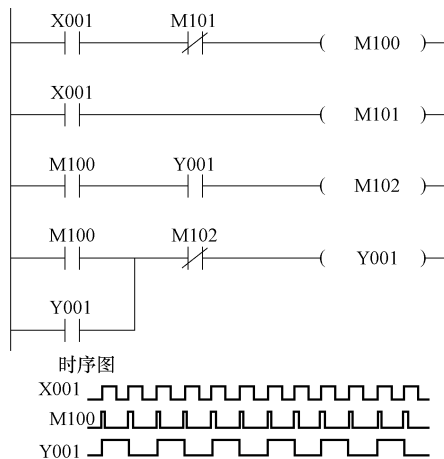 X001 M101
( M100 )
X001
( M101 )
M100 Y001
( M102 )
M100 M102
( Y001 )
Y001
时序图
X001
M100
Y001